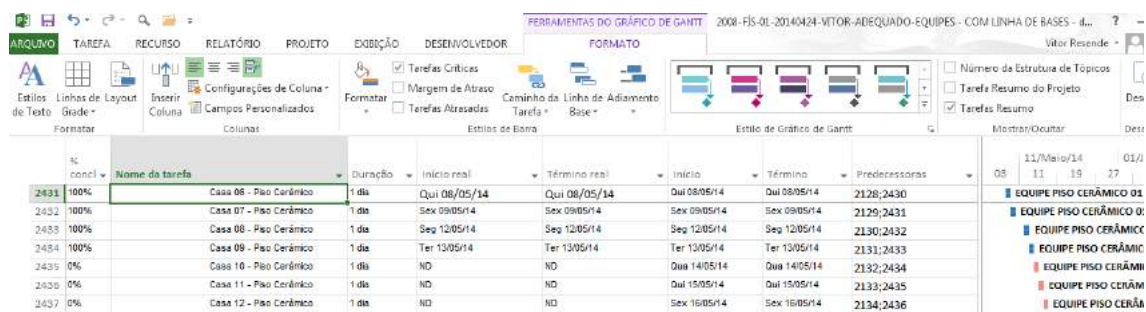 FERRAMENTAS DO GRÁFICO DE GANTT 2008-FÍS-01-20140424-VITOR-ADEQUADO-EQUIPES - COM LINHA DE BASES - d... ?
ARQUIVO TAREFA RECURSO RELATÓRIO PROJETO EXIBIÇÃO DESENVOLVEDOR FORMATO Vitor Resende
Estilos de Texto Linhas de Grade Layout Inserir Coluna Configurações de Coluna Campos Personalizados Formatar Tarefas Críticas Margem de Atraso Tarefas Atrasadas Caminho da Tarefa Linha de Base Adiamento Número da Estrutura de Tópicos Tarefa Resumo do Projeto Tarefas Resumo Des
Formatar Colunas Estilos de Barra Estilo de Gráfico de Gantt Mostrar/Ocultar Des
% concl Nome da tarefa Duração Início real Término real Início Término Predecessoras 11/Maio/14 01/J
03 11 19 27
2431 100% Casa 06 - Piso Cerâmico 1 dia Qui 08/05/14 Qui 08/05/14 Qui 08/05/14 Qui 08/05/14 2128;2430 EQUIPE PISO CERÂMICO 01
2432 100% Casa 07 - Piso Cerâmico 1 dia Sex 09/05/14 Sex 09/05/14 Sex 09/05/14 Sex 09/05/14 2129;2431 EQUIPE PISO CERÂMICO 0
2433 100% Casa 08 - Piso Cerâmico 1 dia Seg 12/05/14 Seg 12/05/14 Seg 12/05/14 Seg 12/05/14 2130;2432 EQUIPE PISO CERÂMICO
2434 100% Casa 09 - Piso Cerâmico 1 dia Ter 13/05/14 Ter 13/05/14 Ter 13/05/14 Ter 13/05/14 2131;2433 EQUIPE PISO CERÂMIC
2435 0% Casa 10 - Piso Cerâmico 1 dia ND ND Qua 14/05/14 Qua 14/05/14 2132;2434 EQUIPE PISO CERÂMI
2436 0% Casa 11 - Piso Cerâmico 1 dia ND ND Qui 15/05/14 Qui 15/05/14 2133;2435 EQUIPE PISO CERÂM
2437 0% Casa 12 - Piso Cerâmico 1 dia ND ND Sex 16/05/14 Sex 16/05/14 2134;2436 EQUIPE PISO CERÂM